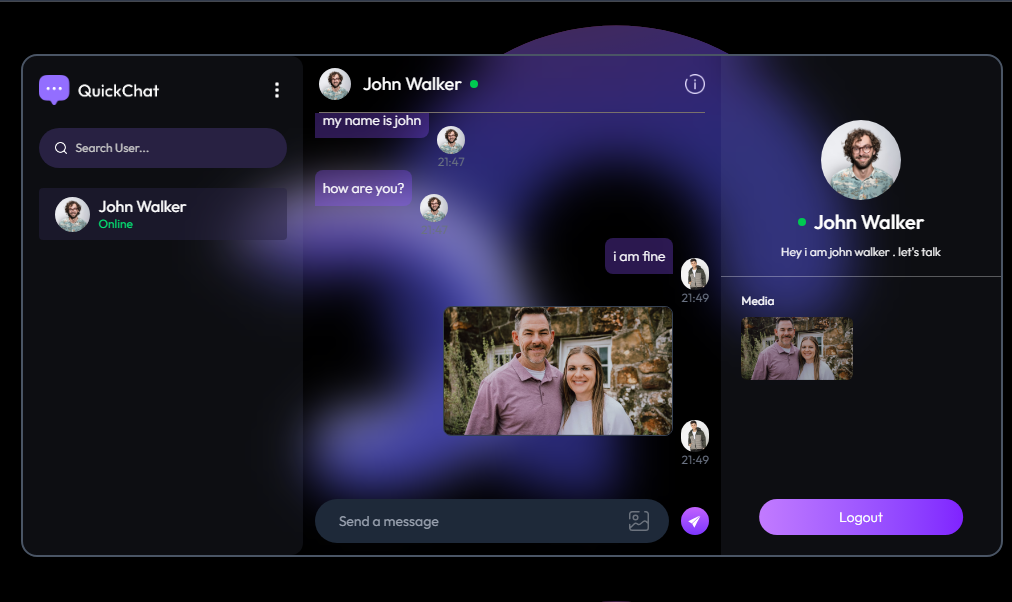 QuickChat
Search User...
John Walker
Online
John Walker
my name is john
21:47
how are you?
i am fine
21:49
21:49
Send a message
John Walker
Hey i am john walker , let's talk
Media
Logout